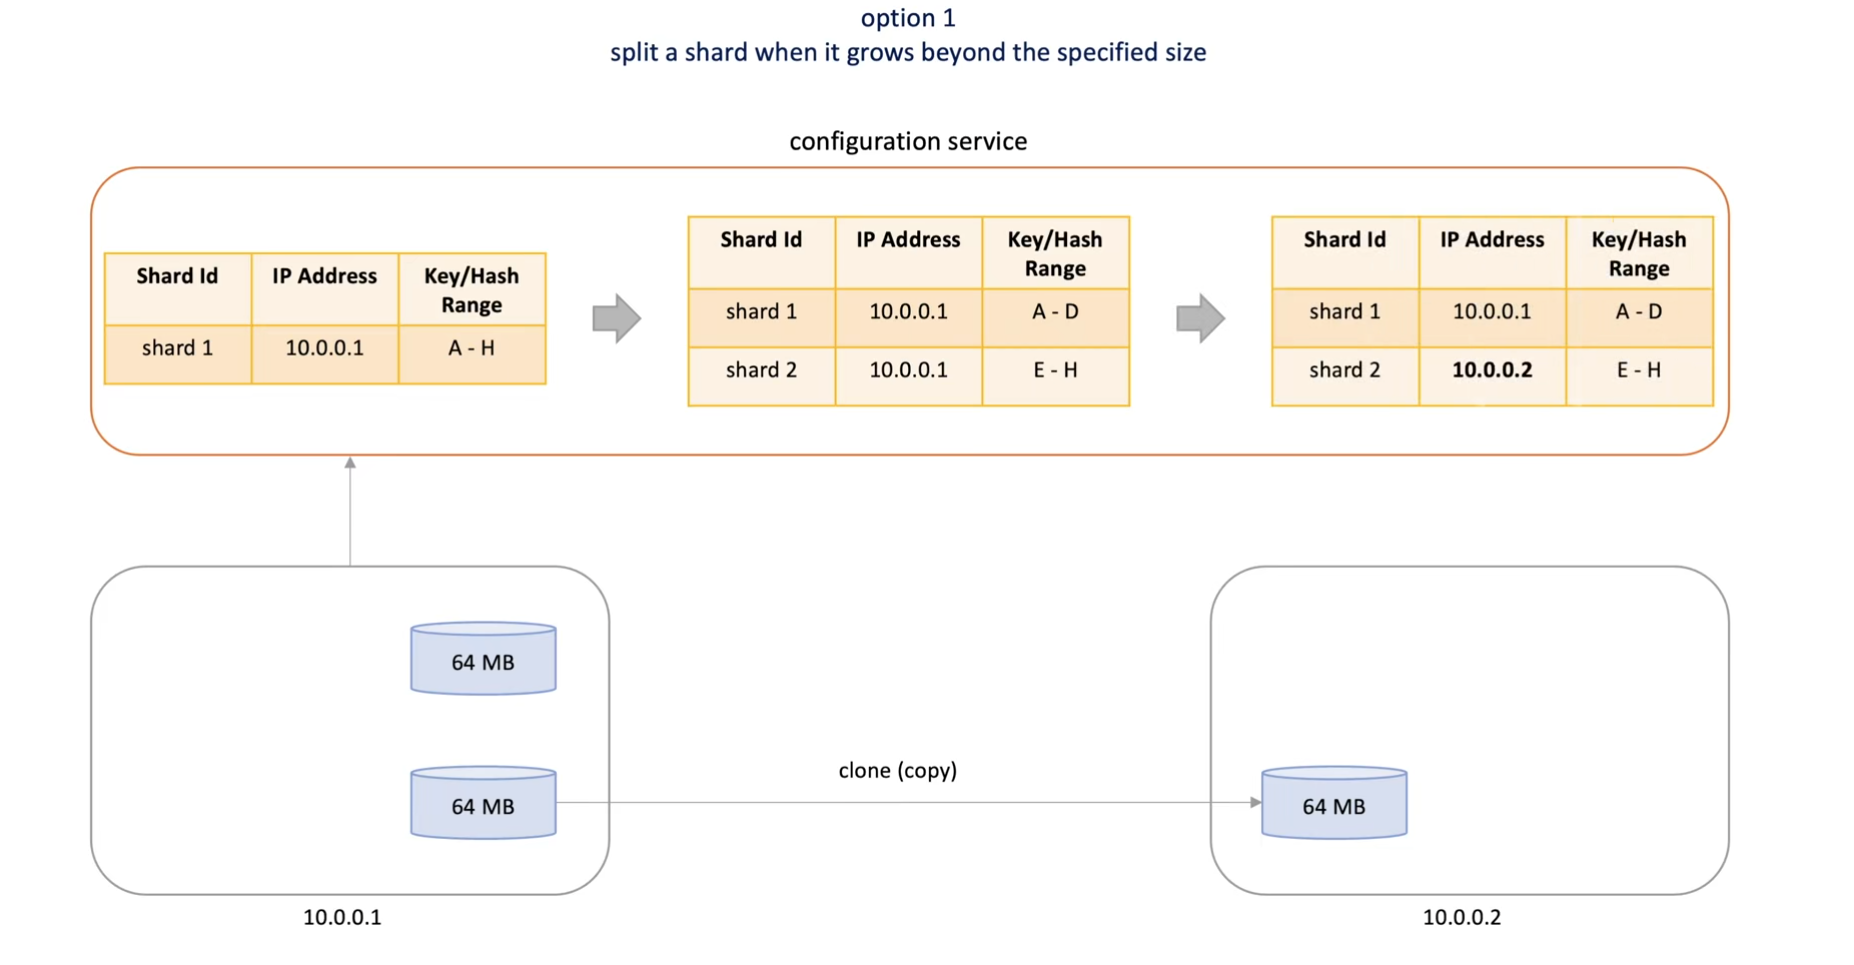 option 1
split a shard when it grows beyond the specified size
configuration service
Shard Id IP Address Key/Hash
Range
shard 1 10.0.0.1 A - H
Shard Id IP Address Key/Hash
Range
shard 1 10.0.0.1 A - D
shard 2 10.0.0.1 E - H
Shard Id IP Address Key/Hash
Range
shard 1 10.0.0.1 A - D
shard 2 10.0.0.2 E - H
64 MB
64 MB
clone (copy)
64 MB
10.0.0.1
10.0.0.2